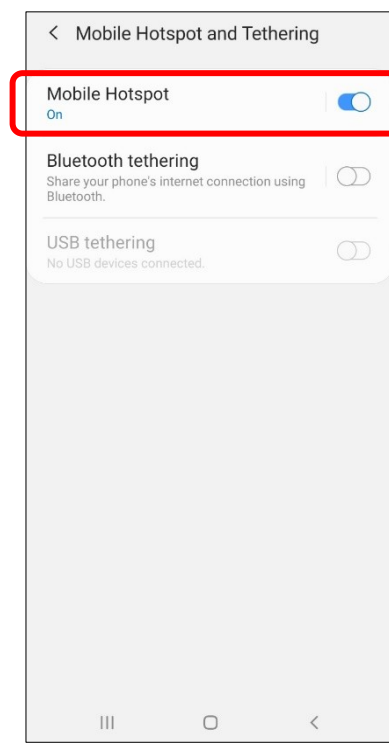 Mobile Hotspot and Tethering
Mobile Hotspot
On
Bluetooth tethering
Share your phone's internet connection using
Bluetooth.
USB tethering
No USB devices connected.